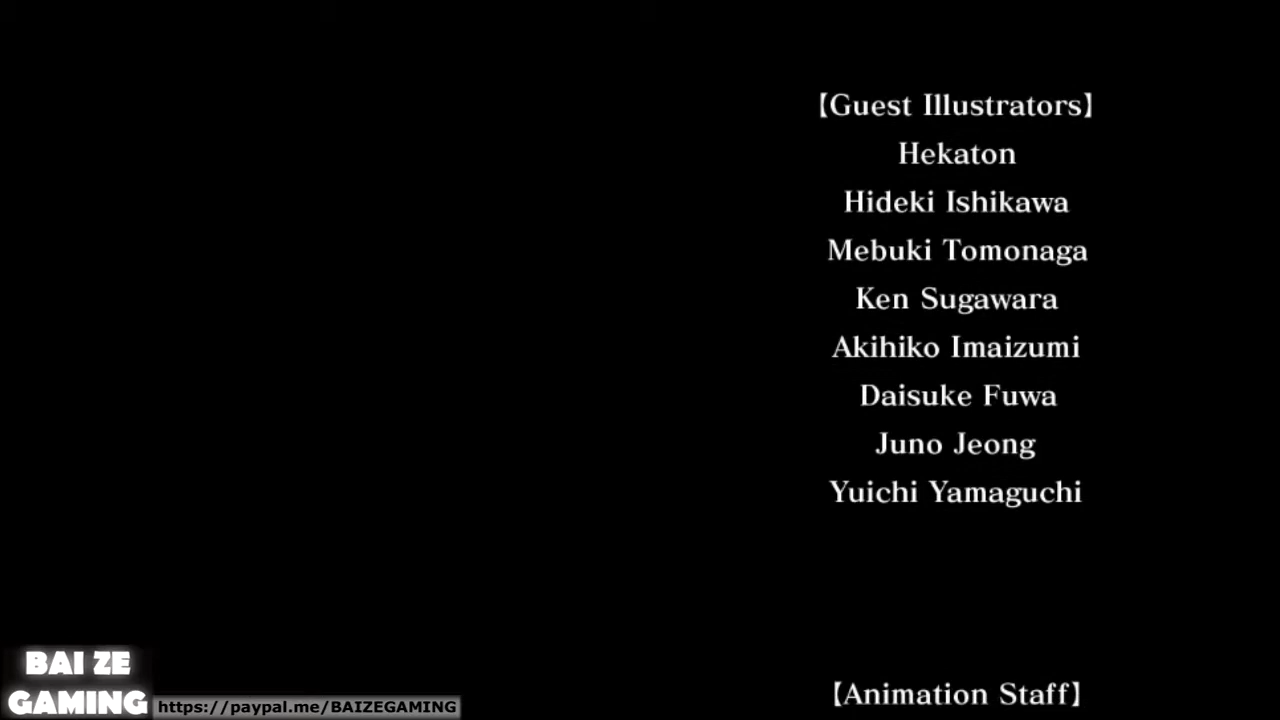 【Guest Illustrators】
Hekaton
Hideki Ishikawa
Mebuki Tomonaga
Ken Sugawara
Akihiko Imaizumi
Daisuke Fuwa
Juno Jeong
Yuichi Yamaguchi
【Animation Staff】
BAI ZE
GAMING
https://paypal.me/BAIZEGAMING